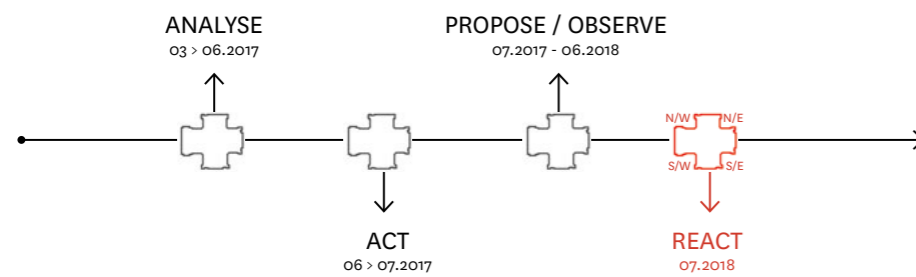 ANALYSE
03 > 06.2017
PROPOSE / OBSERVE
07.2017 - 06.2018
N/W
N/E
S/W
S/E
ACT
06 > 07.2017
REACT
07.2018